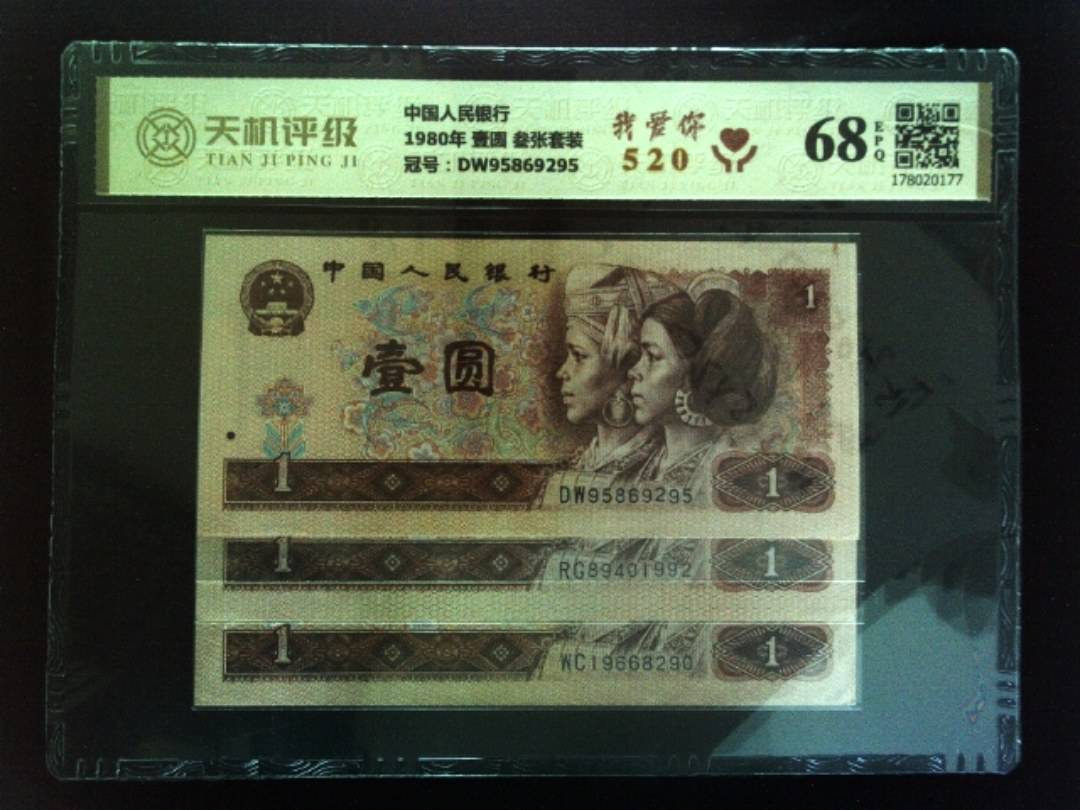 天机评级
TIAN JI PING JI
中国人民银行
1980年 壹圆 叁张套装
冠号：DW95869295
我爱你
520
68
EPQ
178020177
中国人民银行
1
壹圆
1
DW95869295
1
1
RG89401992
1
1
WC19668290
1